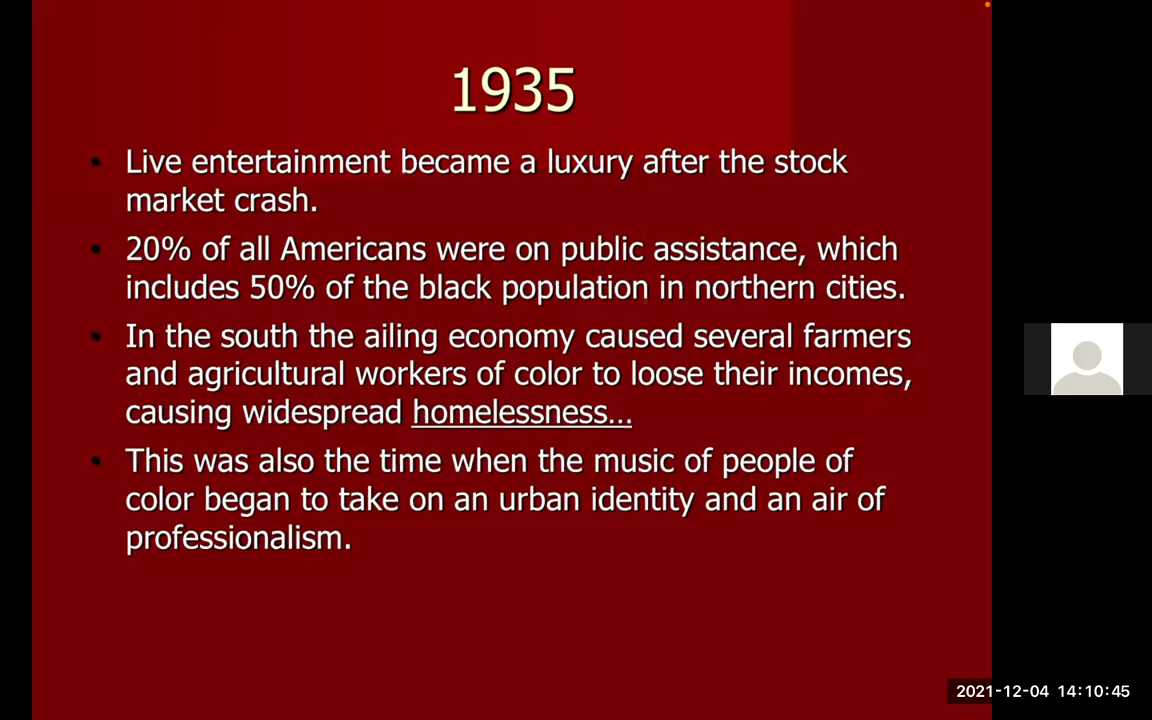 1935
• Live entertainment became a luxury after the stock
market crash.
• 20% of all Americans were on public assistance, which
includes 50% of the black population in northern cities.
• In the south the ailing economy caused several farmers
and agricultural workers of color to loose their incomes,
causing widespread homelessness...
• This was also the time when the music of people of
color began to take on an urban identity and an air of
professionalism.
2021-12-04 14:10:45